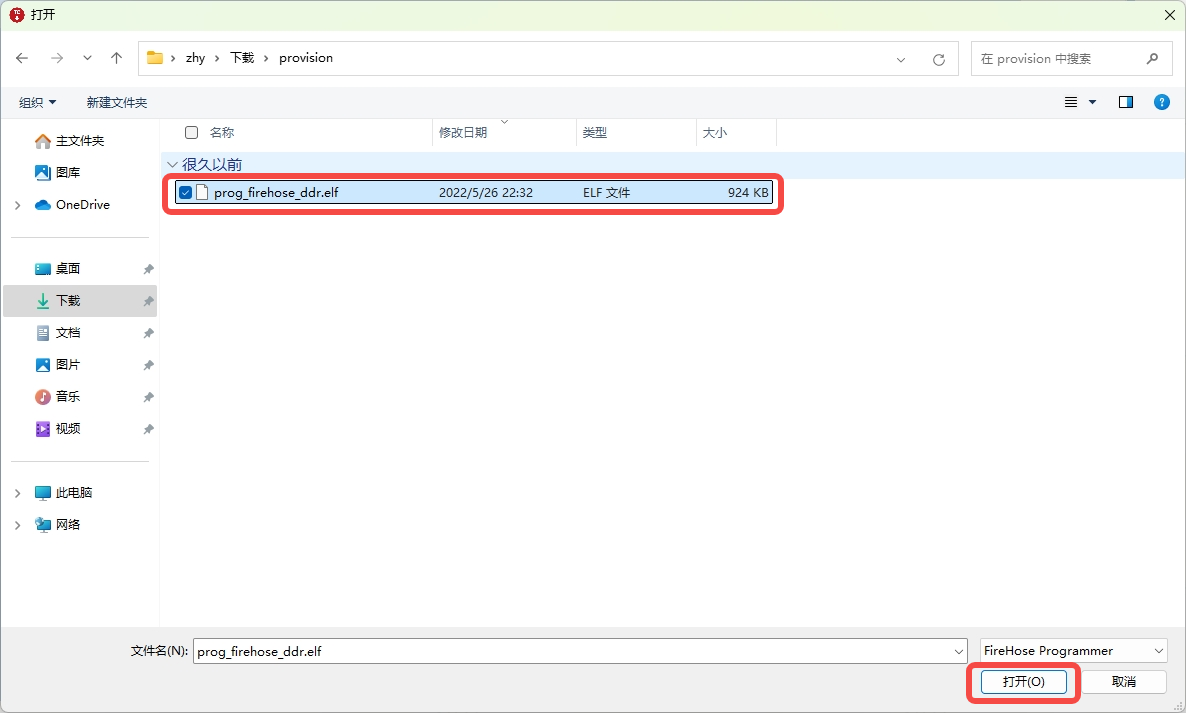 打开
zhy 下载 provision
在 provision 中搜索
组织 新建文件夹
名称 修改日期 类型 大小
主文件夹
图库
OneDrive
桌面
下载
文档
图片
音乐
视频
此电脑
网络
很久以前
prog_firehose_ddr.elf 2022/5/26 22:32 ELF 文件 924 KB
文件名(N): prog_firehose_ddr.elf FireHose Programmer
打开(O) 取消